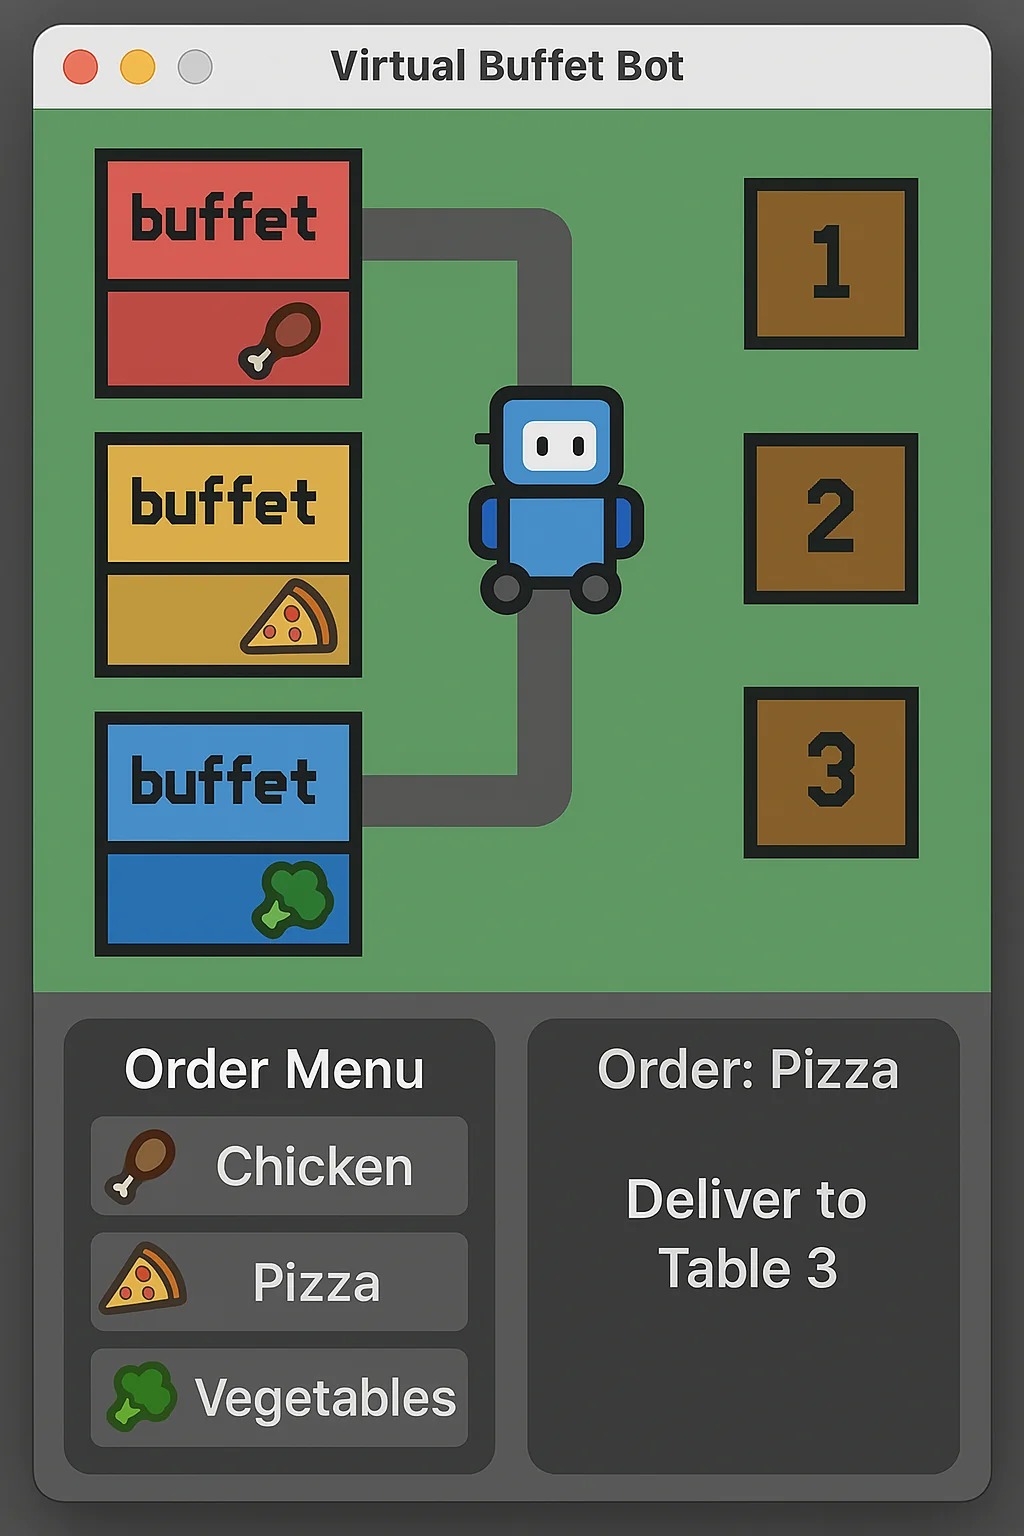 Virtual Buffet Bot
buffet
1
buffet
2
buffet
3
Order Menu
Chicken
Pizza
Vegetables
Order: Pizza
Deliver to
Table 3